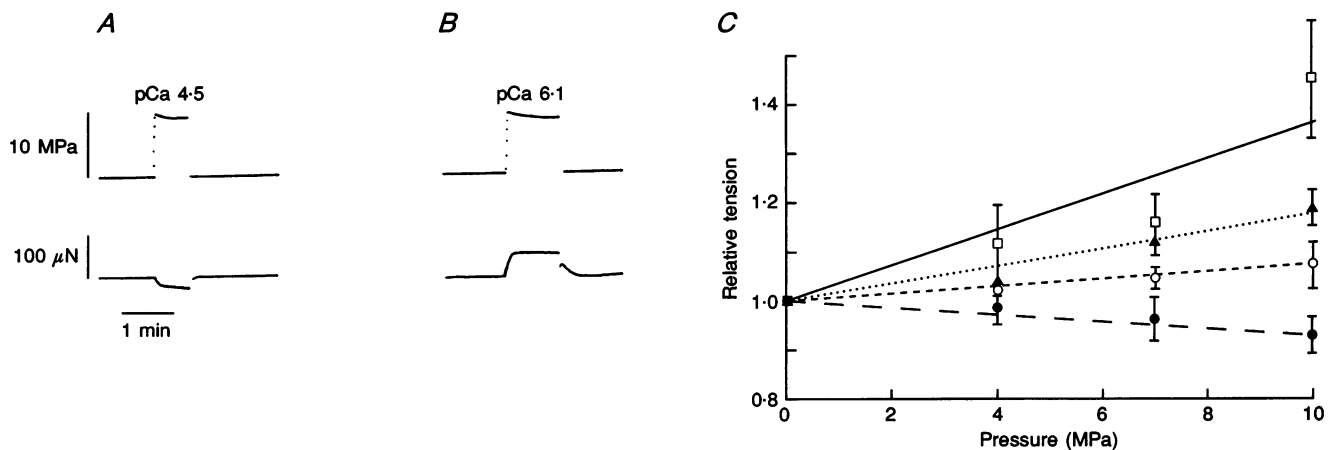 A
pCa 4·5
10 MPa
100 μN
1 min
B
pCa 6·1
C
Relative tension
1·4
1·2
1·0
0·8
0
2
4
6
8
10
Pressure (MPa)